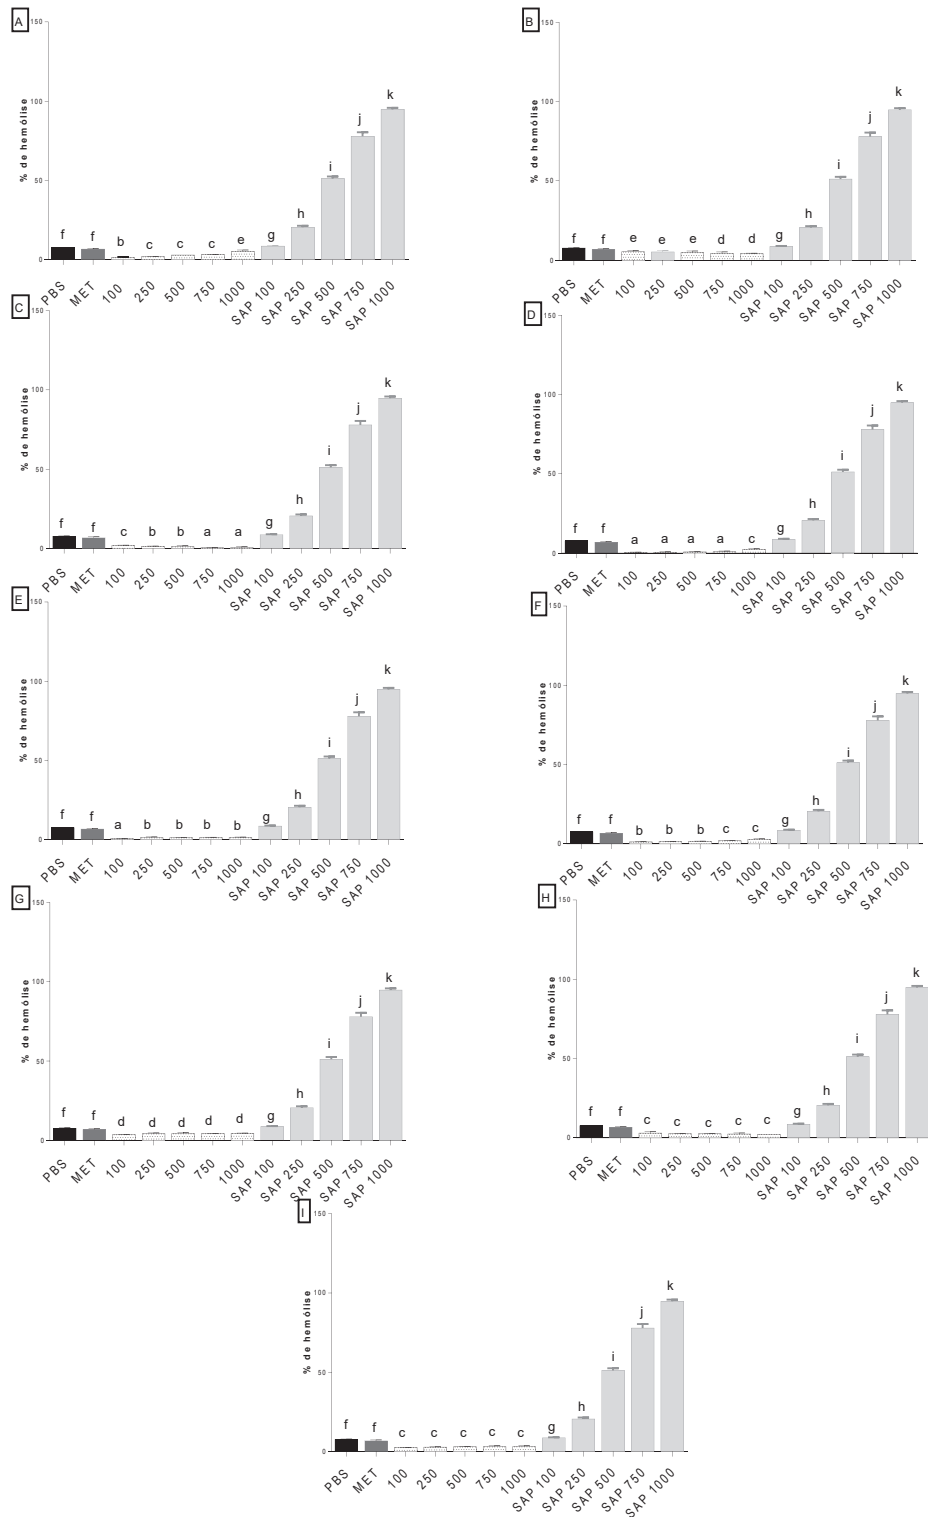 A
150
100
50
0
% de hemólise
f f b c c c e g h i j k
PBS MET 100 250 500 750 1000 SAP 100 SAP 250 SAP 500 SAP 750 SAP 1000
B
150
100
50
0
% de hemólise
f f e e e d d g h i j k
PBS MET 100 250 500 750 1000 SAP 100 SAP 250 SAP 500 SAP 750 SAP 1000
C
150
100
50
0
% de hemólise
f f c b b a a g h i j k
PBS MET 100 250 500 750 1000 SAP 100 SAP 250 SAP 500 SAP 750 SAP 1000
D
150
100
50
0
% de hemólise
f f a a a a c g h i j k
PBS MET 100 250 500 750 1000 SAP 100 SAP 250 SAP 500 SAP 750 SAP 1000
E
150
100
50
0
% de hemólise
f f a b b b b g h i j k
PBS MET 100 250 500 750 1000 SAP 100 SAP 250 SAP 500 SAP 750 SAP 1000
F
150
100
50
0
% de hemólise
f f b b b c c g h i j k
PBS MET 100 250 500 750 1000 SAP 100 SAP 250 SAP 500 SAP 750 SAP 1000
G
150
100
50
0
% de hemólise
f f d d d d d g h i j k
PBS MET 100 250 500 750 1000 SAP 100 SAP 250 SAP 500 SAP 750 SAP 1000
H
150
100
50
0
% de hemólise
f f c c c c c g h i j k
PBS MET 100 250 500 750 1000 SAP 100 SAP 250 SAP 500 SAP 750 SAP 1000
I
150
100
50
0
% de hemólise
f f c c c c c g h i j k
PBS MET 100 250 500 750 1000 SAP 100 SAP 250 SAP 500 SAP 750 SAP 1000